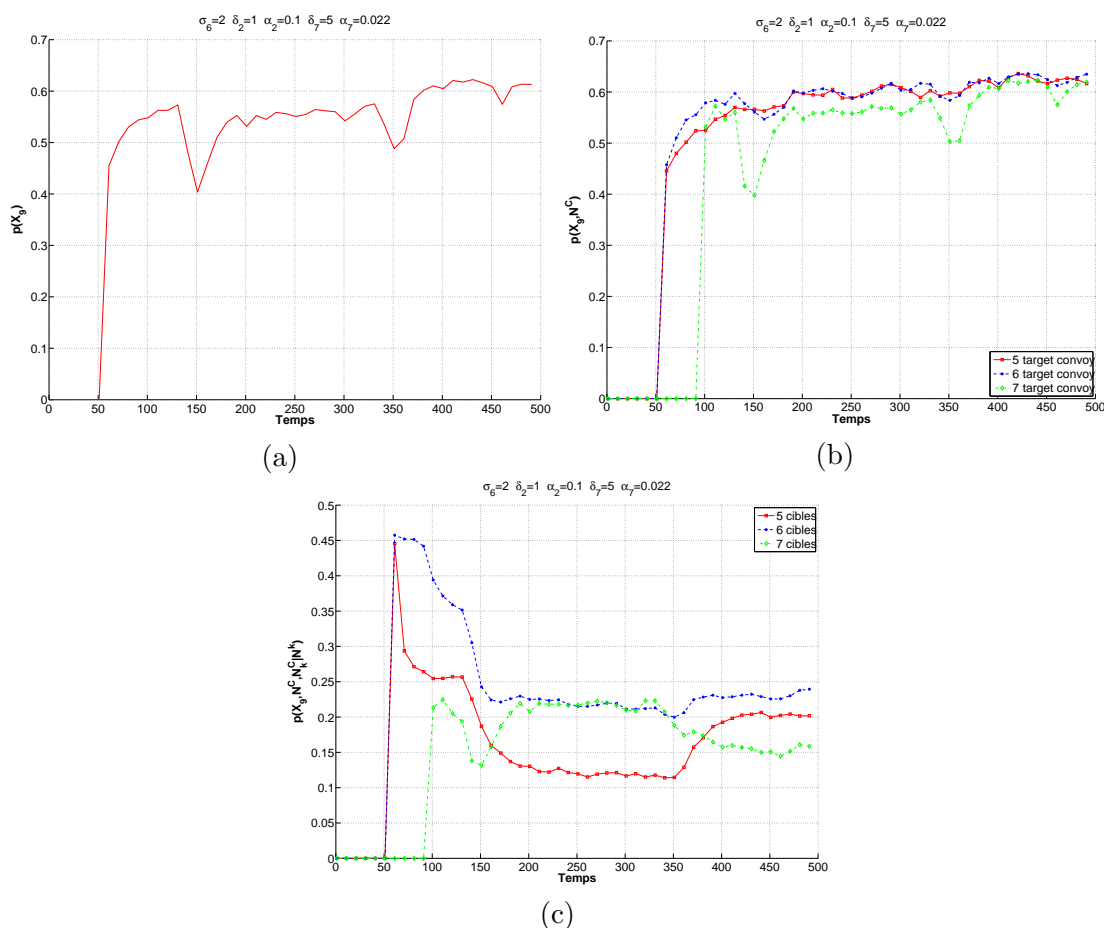 σ6=2 δ2=1 α2=0.1 δ7=5 α7=0.022
0.7
0.6
0.5
0.4
0.3
0.2
0.1
0
p(X9)
0 50 100 150 200 250 300 350 400 450 500
Temps
(a)
σ6=2 δ2=1 α2=0.1 δ7=5 α7=0.022
0.7
0.6
0.5
0.4
0.3
0.2
0.1
0
p(X9,N^C)
5 target convoy
6 target convoy
7 target convoy
0 50 100 150 200 250 300 350 400 450 500
Temps
(b)
σ6=2 δ2=1 α2=0.1 δ7=5 α7=0.022
0.5
0.45
0.4
0.35
0.3
0.25
0.2
0.15
0.1
0.05
0
p(X9,N^C,N_k^C|N^k)
5 cibles
6 cibles
7 cibles
0 50 100 150 200 250 300 350 400 450 500
Temps
(c)